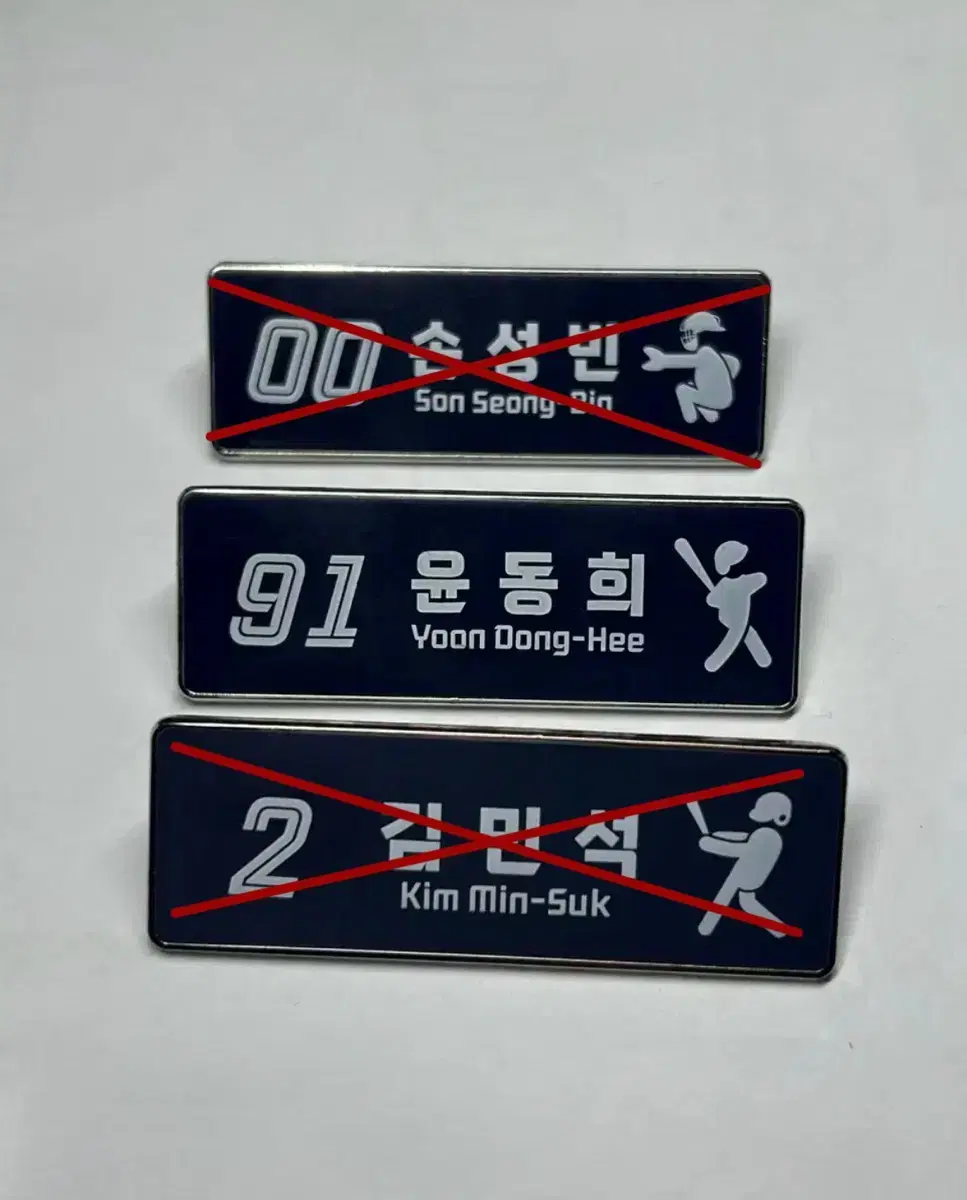 00 손성빈
Son Seong-Bin
91 윤동희
Yoon Dong-Hee
2 김민석
Kim Min-Suk